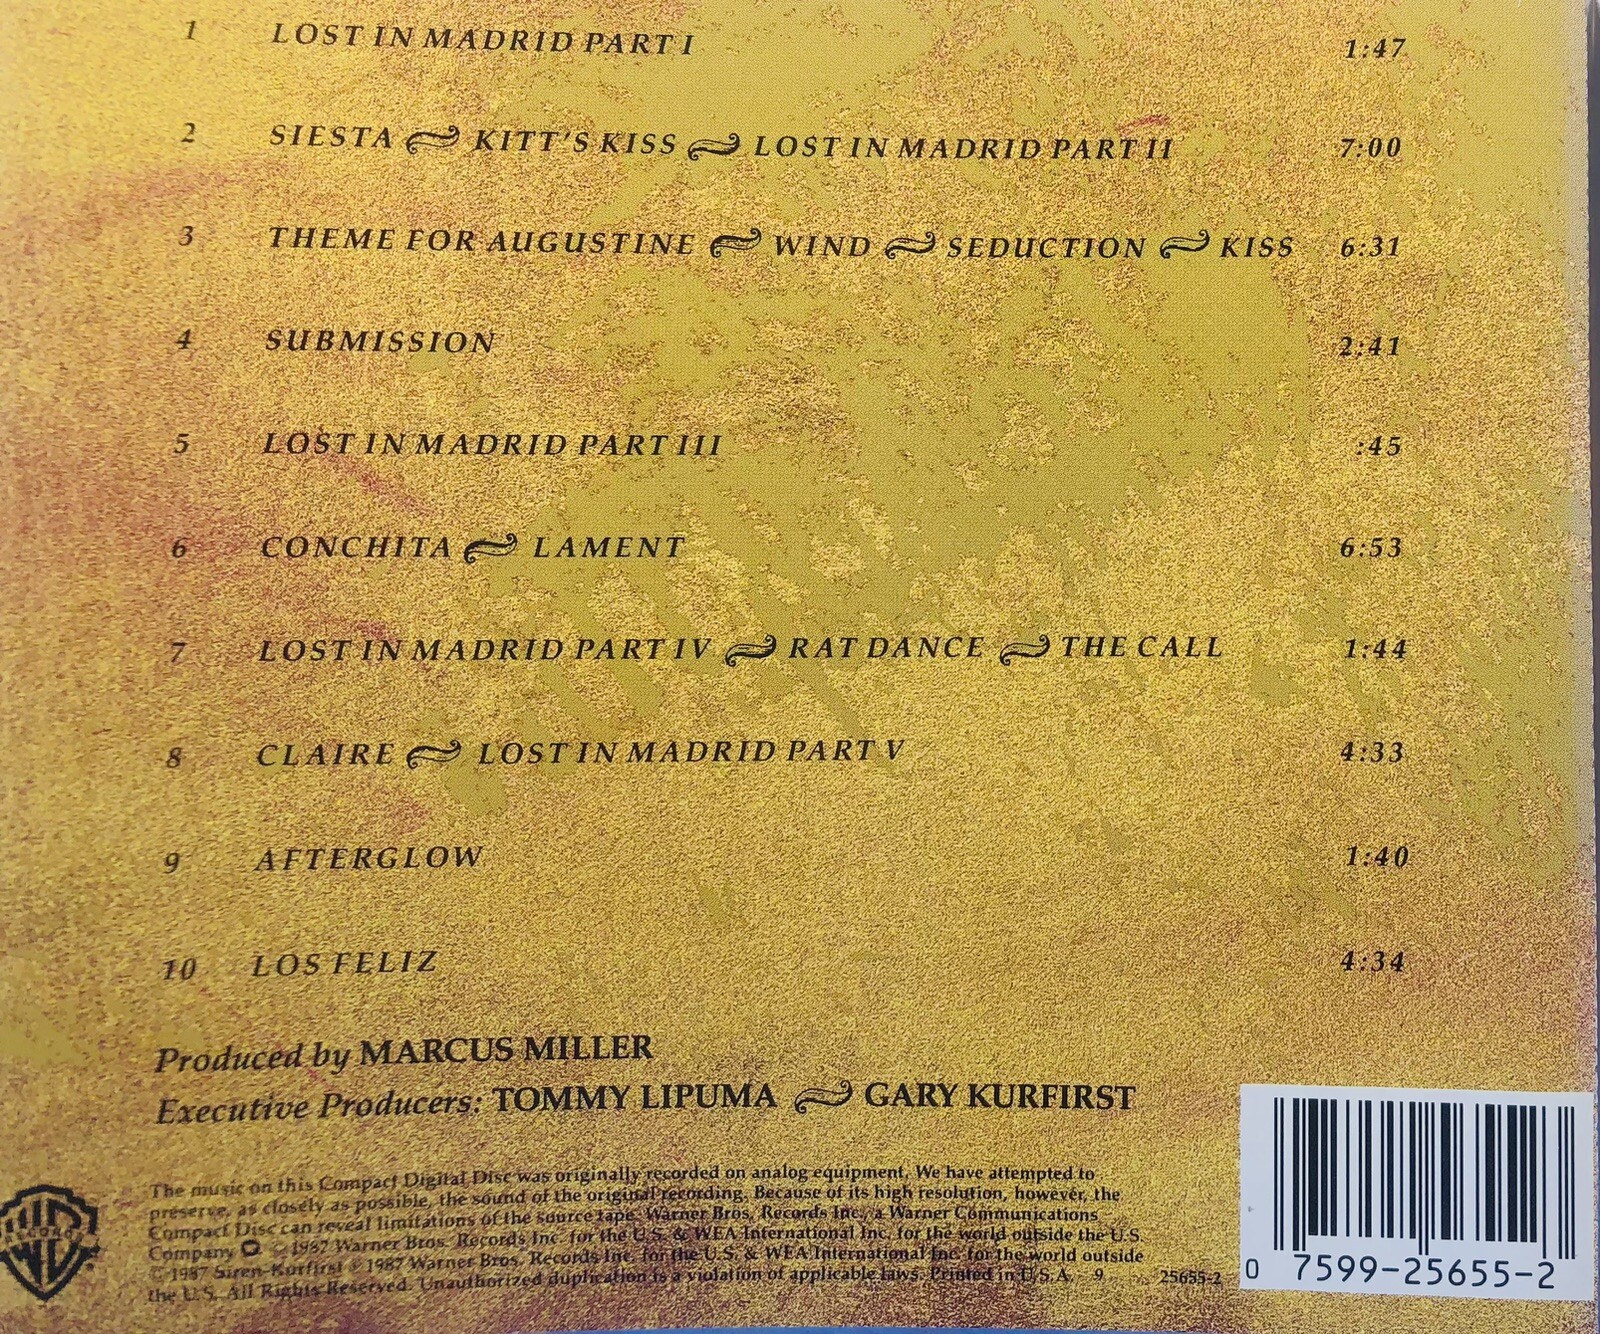 1 LOST IN MADRID PART I 1:47
2 SIESTA KITT'S KISS LOST IN MADRID PART II 7:00
3 THEME FOR AUGUSTINE WIND SEDUCTION KISS 6:31
4 SUBMISSION 2:41
5 LOST IN MADRID PART III :45
6 CONCHITA LAMENT 6:53
7 LOST IN MADRID PART IV RAT DANCE THE CALL 1:44
8 CLAIRE LOST IN MADRID PART V 4:33
9 AFTERGLOW 1:40
10 LOS FELIZ 4:34
Produced by MARCUS MILLER
Executive Producers: TOMMY LIPUMA GARY KURFIRST
The music on this Compact Digital Disc was originally recorded on analog equipment. We have attempted to
preserve, as closely as possible, the sound of the original recording. Because of its high resolution, however, the
Compact Disc can reveal limitations of the source tape. Warner Bros. Records Inc., a Warner Communications
Company © 1987 Warner Bros. Records Inc. for the U.S. & WEA International Inc. for the world outside the U.S.
© 1987 Siren-Kurfirst ℗ 1987 Warner Bros. Records Inc. for the U.S. & WEA International Inc. for the world outside
the U.S. All Rights Reserved. Unauthorized duplication is a violation of applicable laws. Printed in U.S.A. 9 25655-2
0 7599-25655-2